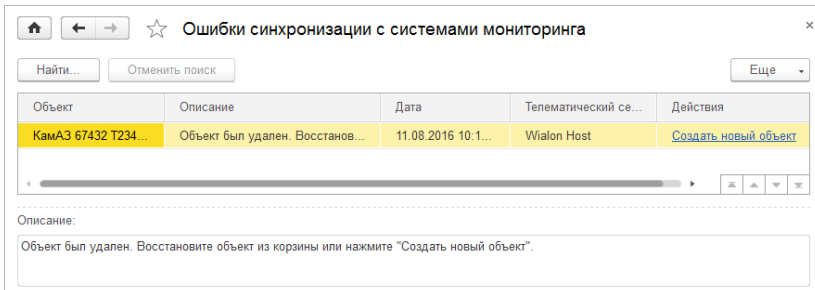 Ошибки синхронизации с системами мониторинга
Найти... Отменить поиск Еще
Объект Описание Дата Телематический се... Действия
КамАЗ 67432 Т234... Объект был удален. Восстанов... 11.08.2016 10:1... Wialon Host Создать новый объект
Описание:
Объект был удален. Восстановите объект из корзины или нажмите "Создать новый объект".